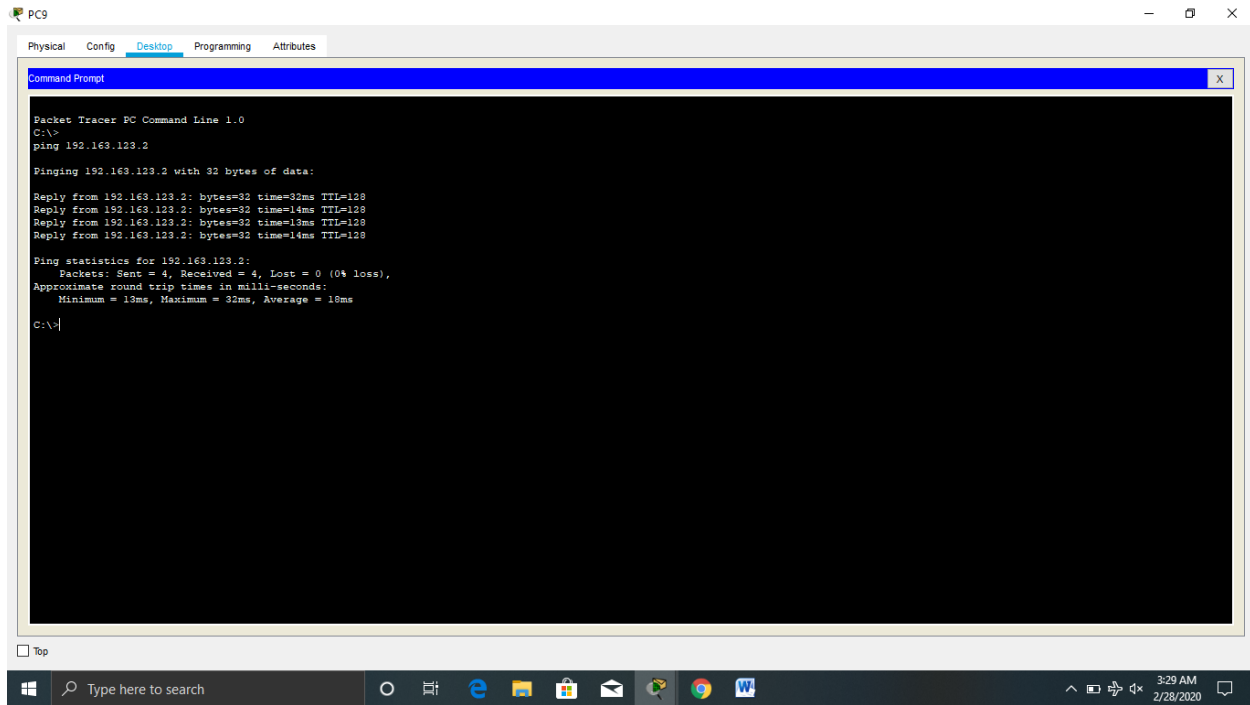 PC9
Physical Config Desktop Programming Attributes
Command Prompt
X
Packet Tracer PC Command Line 1.0
C:\>
ping 192.163.123.2
Pinging 192.163.123.2 with 32 bytes of data:
Reply from 192.163.123.2: bytes=32 time=32ms TTL=128
Reply from 192.163.123.2: bytes=32 time=14ms TTL=128
Reply from 192.163.123.2: bytes=32 time=13ms TTL=128
Reply from 192.163.123.2: bytes=32 time=14ms TTL=128
Ping statistics for 192.163.123.2:
Packets: Sent = 4, Received = 4, Lost = 0 (0% loss),
Approximate round trip times in milli-seconds:
Minimum = 13ms, Maximum = 32ms, Average = 18ms
C:\>
Top
Type here to search
3:29 AM
2/28/2020